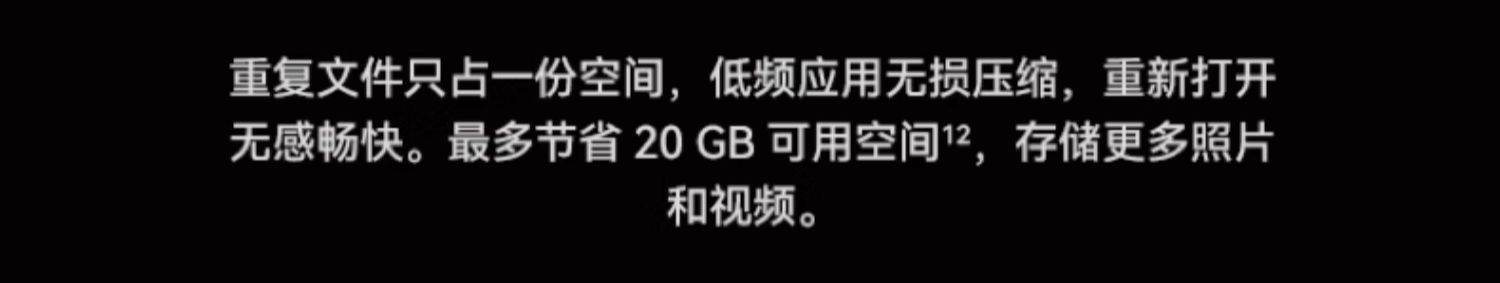 重复文件只占一份空间，低频应用无损压缩，重新打开
无感畅快。最多节省 20 GB 可用空间¹²，存储更多照片
和视频。